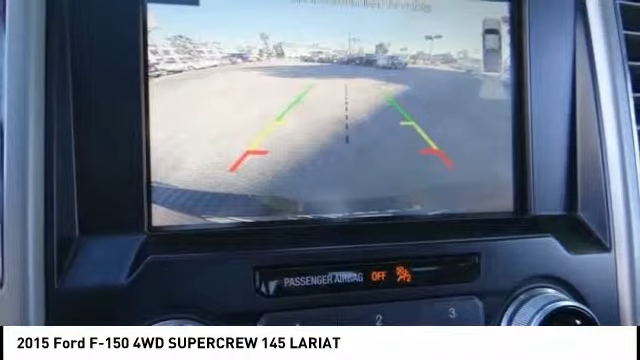 PASSENGER AIRBAG OFF
2
3
2015 Ford F-150 4WD SUPERCREW 145 LARIAT